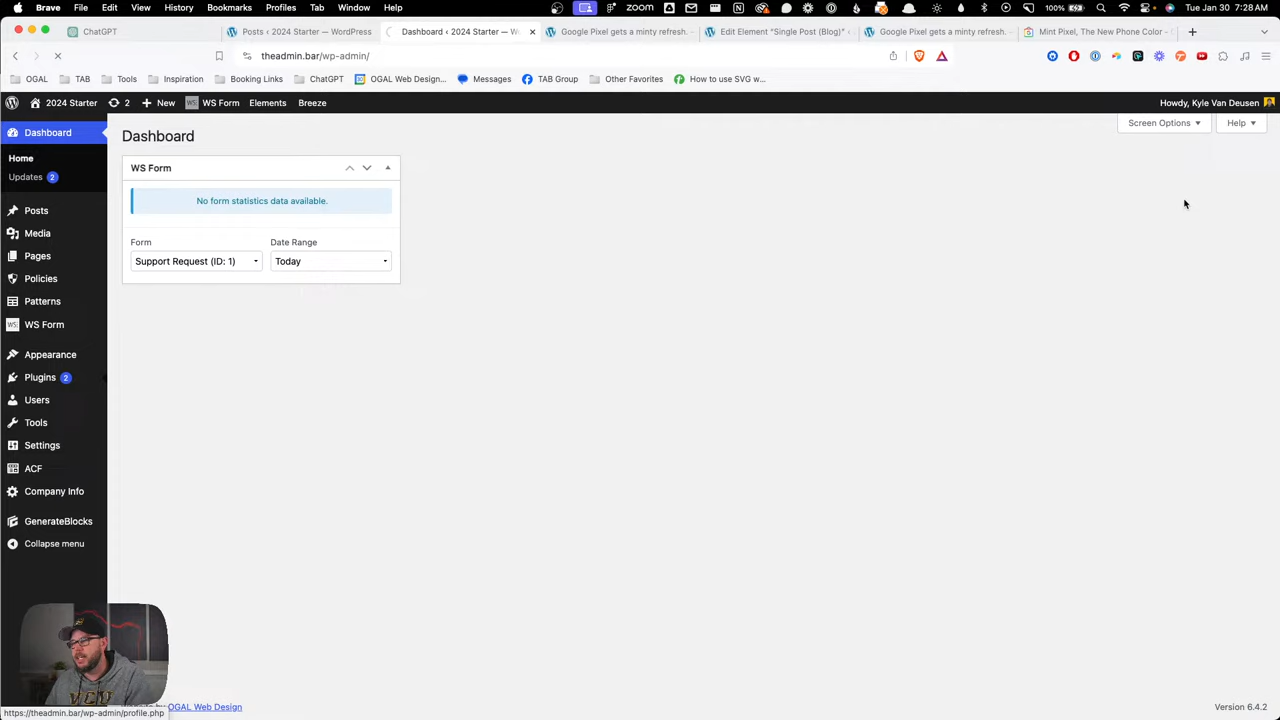 Brave File Edit View History Bookmarks Profiles Tab Window Help zoom 100% Tue Jan 30 7:28 AM
ChatGPT Posts ‹ 2024 Starter — WordPress Dashboard ‹ 2024 Starter — W Google Pixel gets a minty refresh. Edit Element "Single Post (Blog)" Google Pixel gets a minty refresh. Mint Pixel, The New Phone Color -
theadmin.bar/wp-admin/
OGAL TAB Tools Inspiration Booking Links ChatGPT OGAL Web Design... Messages TAB Group Other Favorites How to use SVG w...
2024 Starter 2 New WS Form Elements Breeze Howdy, Kyle Van Deusen
Screen Options Help
Dashboard
Home
Updates 2
Posts
Media
Pages
Policies
Patterns
WS: WS Form
Appearance
Plugins 2
Users
Tools
Settings
ACF
Company Info
GenerateBlocks
Collapse menu
Dashboard
WS Form
No form statistics data available.
Form Date Range
Support Request (ID: 1) Today
OGAL Web Design
Version 6.4.2
https://theadmin.bar/wp-admin/profile.php